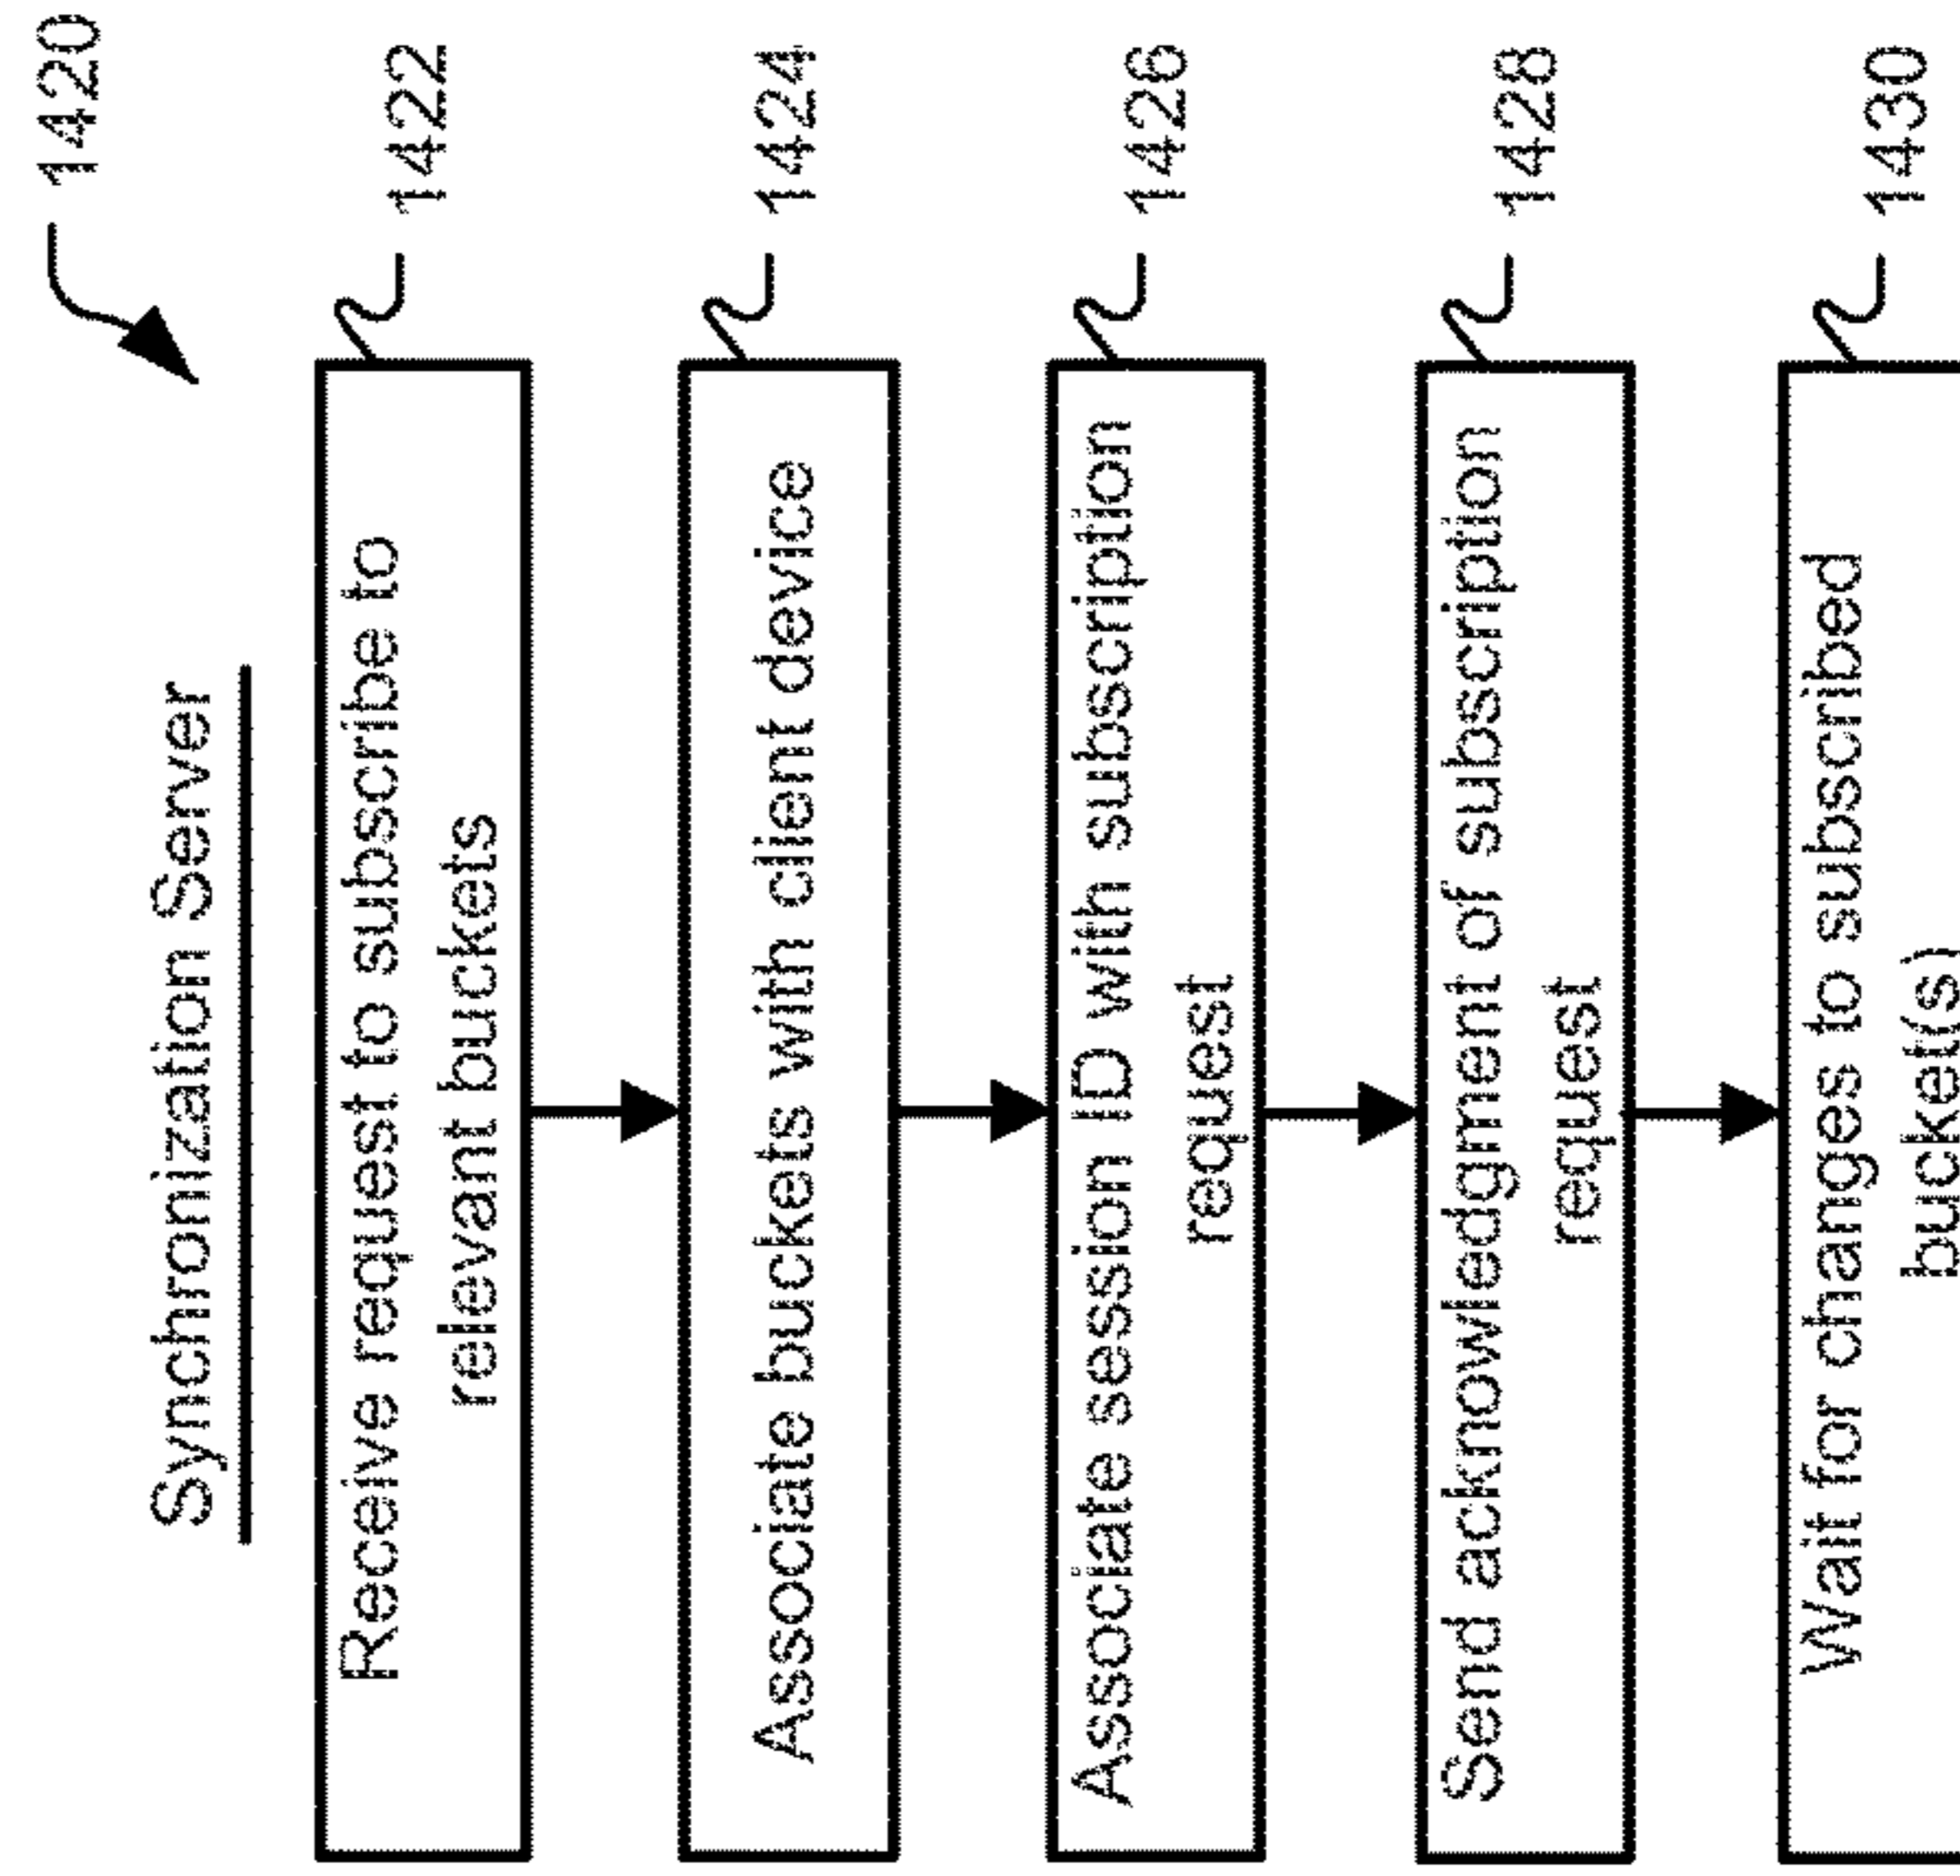 1420
Synchronization Server
Receive request to subscribe to
relevant buckets
1422
Associate buckets with client device
1424
Associate session ID with subscription
request
1426
Send acknowledgment of subscription
request
1428
Wait for changes to subscribed
bucket(s)
1430